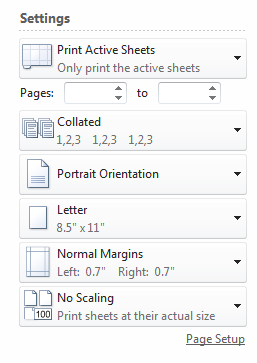 Settings
Print Active Sheets
Only print the active sheets
Pages: to
Collated
1,2,3 1,2,3 1,2,3
Portrait Orientation
Letter
8.5" x 11"
Normal Margins
Left: 0.7" Right: 0.7"
No Scaling
100
Print sheets at their actual size
Page Setup